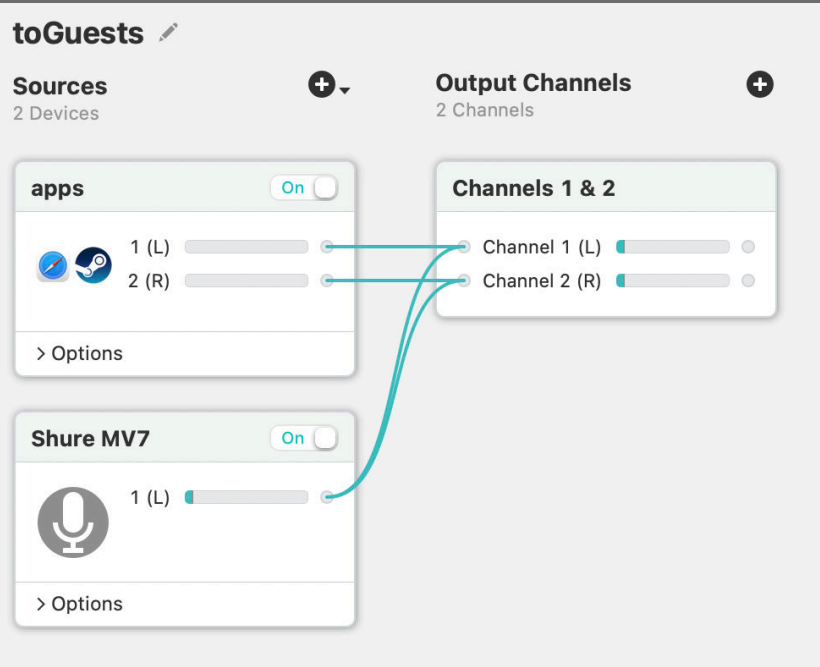 toGuests
Sources
2 Devices
Output Channels
2 Channels
apps
On
1 (L)
2 (R)
Options
Channels 1 & 2
Channel 1 (L)
Channel 2 (R)
Shure MV7
On
1 (L)
Options